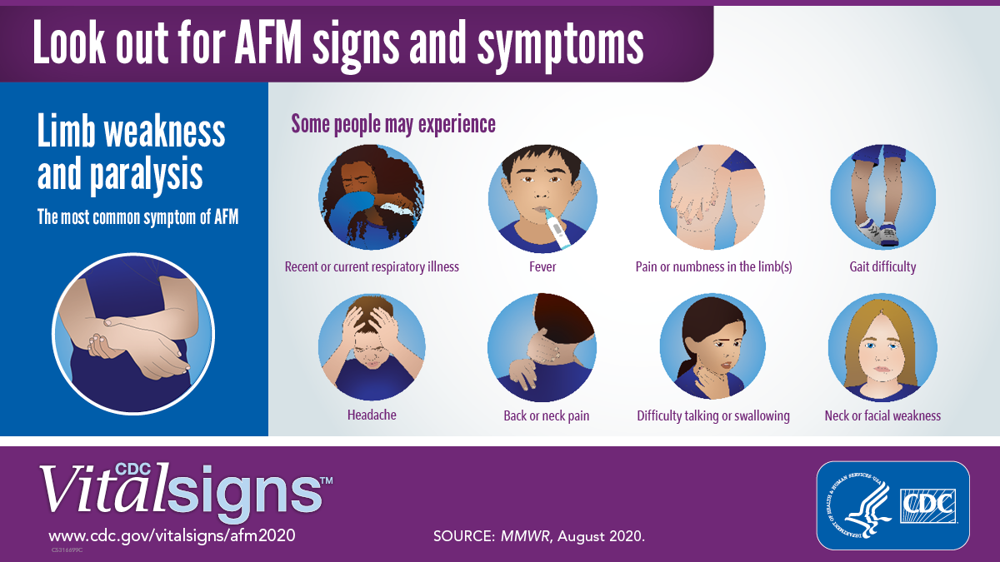 Look out for AFM signs and symptoms
Limb weakness
and paralysis
The most common symptom of AFM
Some people may experience
Recent or current respiratory illness
Fever
Pain or numbness in the limb(s)
Gait difficulty
Headache
Back or neck pain
Difficulty talking or swallowing
Neck or facial weakness
CDC
Vitalsigns™
www.cdc.gov/vitalsigns/afm2020
CS316699C
SOURCE: MMWR, August 2020.
DEPARTMENT OF HEALTH & HUMAN SERVICES·USA
CDC